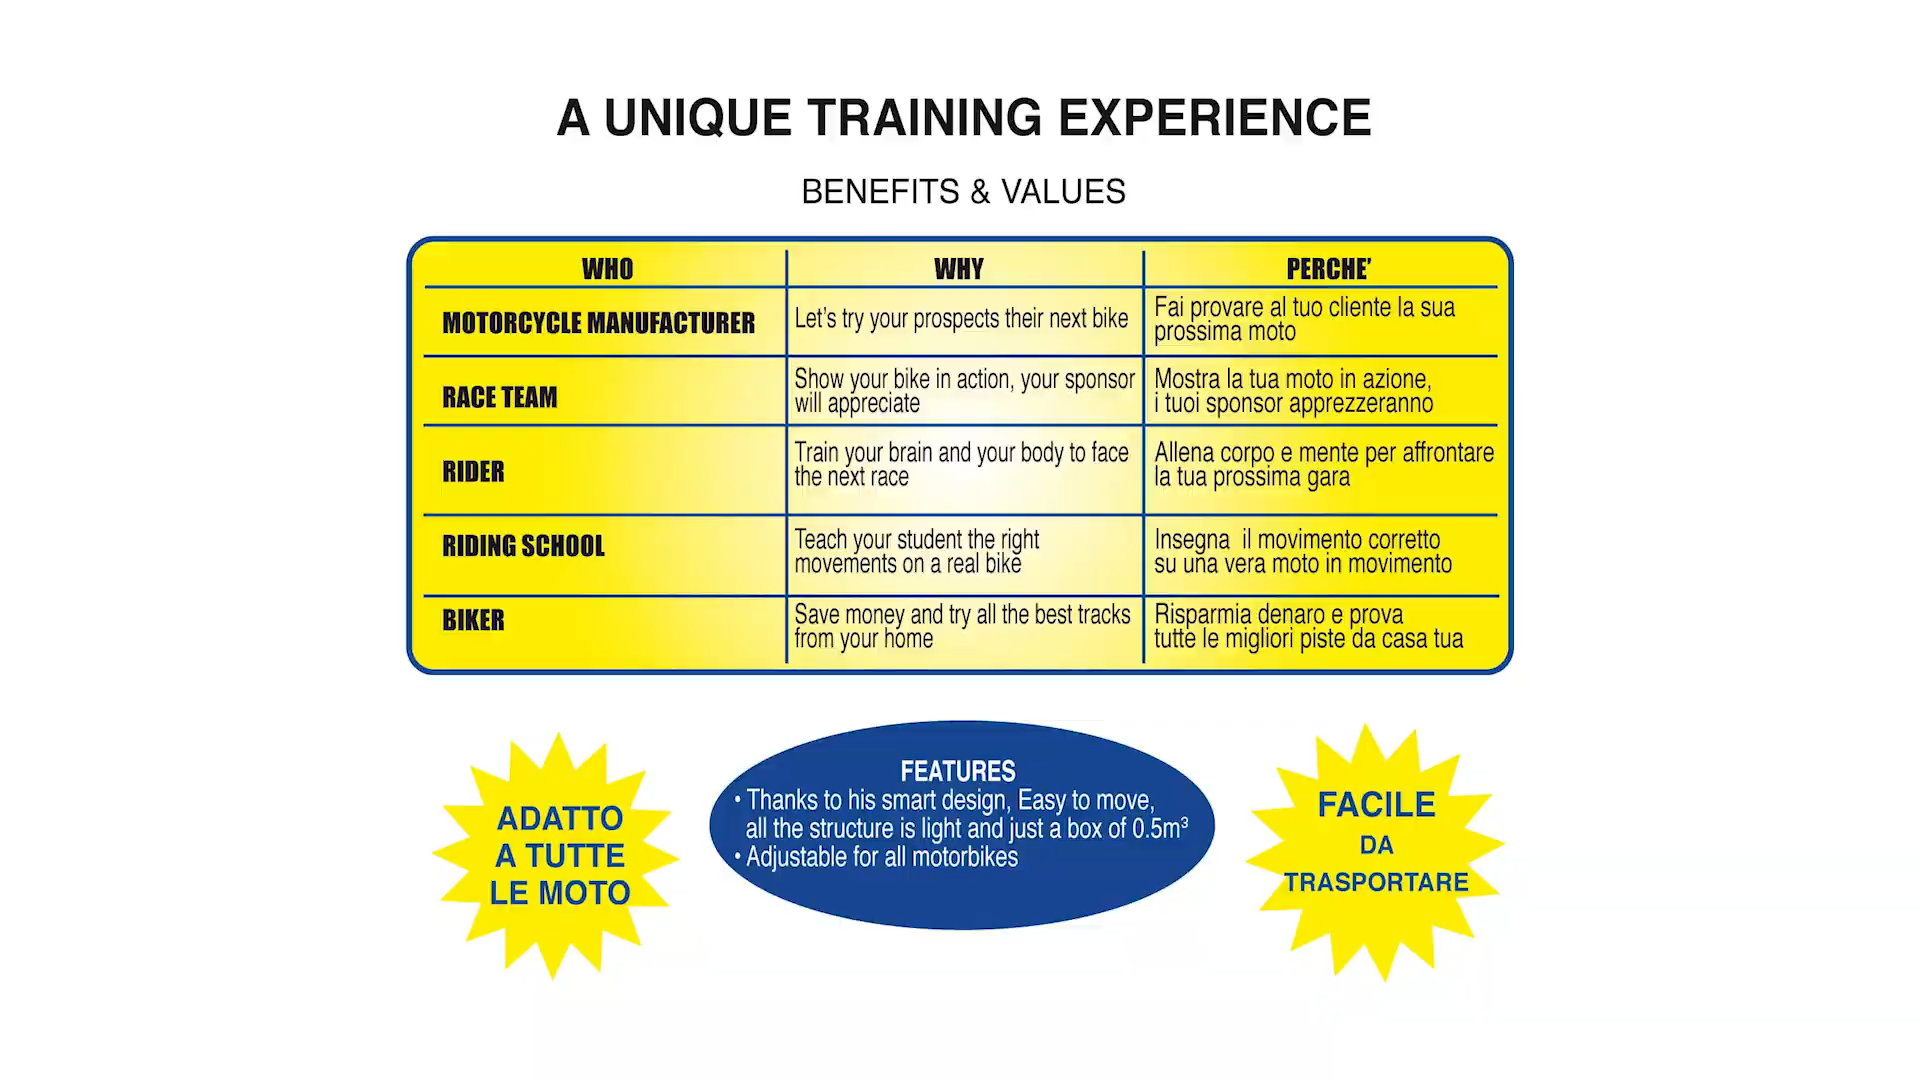 A UNIQUE TRAINING EXPERIENCE
BENEFITS & VALUES
WHO
WHY
PERCHE'
MOTORCYCLE MANUFACTURER
Let's try your prospects their next bike
Fai provare al tuo cliente la sua
prossima moto
RACE TEAM
Show your bike in action, your sponsor
will appreciate
Mostra la tua moto in azione,
i tuoi sponsor apprezzeranno
RIDER
Train your brain and your body to face
the next race
Allena corpo e mente per affrontare
la tua prossima gara
RIDING SCHOOL
Teach your student the right
movements on a real bike
Insegna il movimento corretto
su una vera moto in movimento
BIKER
Save money and try all the best tracks
from your home
Risparmia denaro e prova
tutte le migliori piste da casa tua
ADATTO
A TUTTE
LE MOTO
FEATURES
• Thanks to his smart design, Easy to move,
all the structure is light and just a box of 0.5m³
• Adjustable for all motorbikes
FACILE
DA
TRASPORTARE